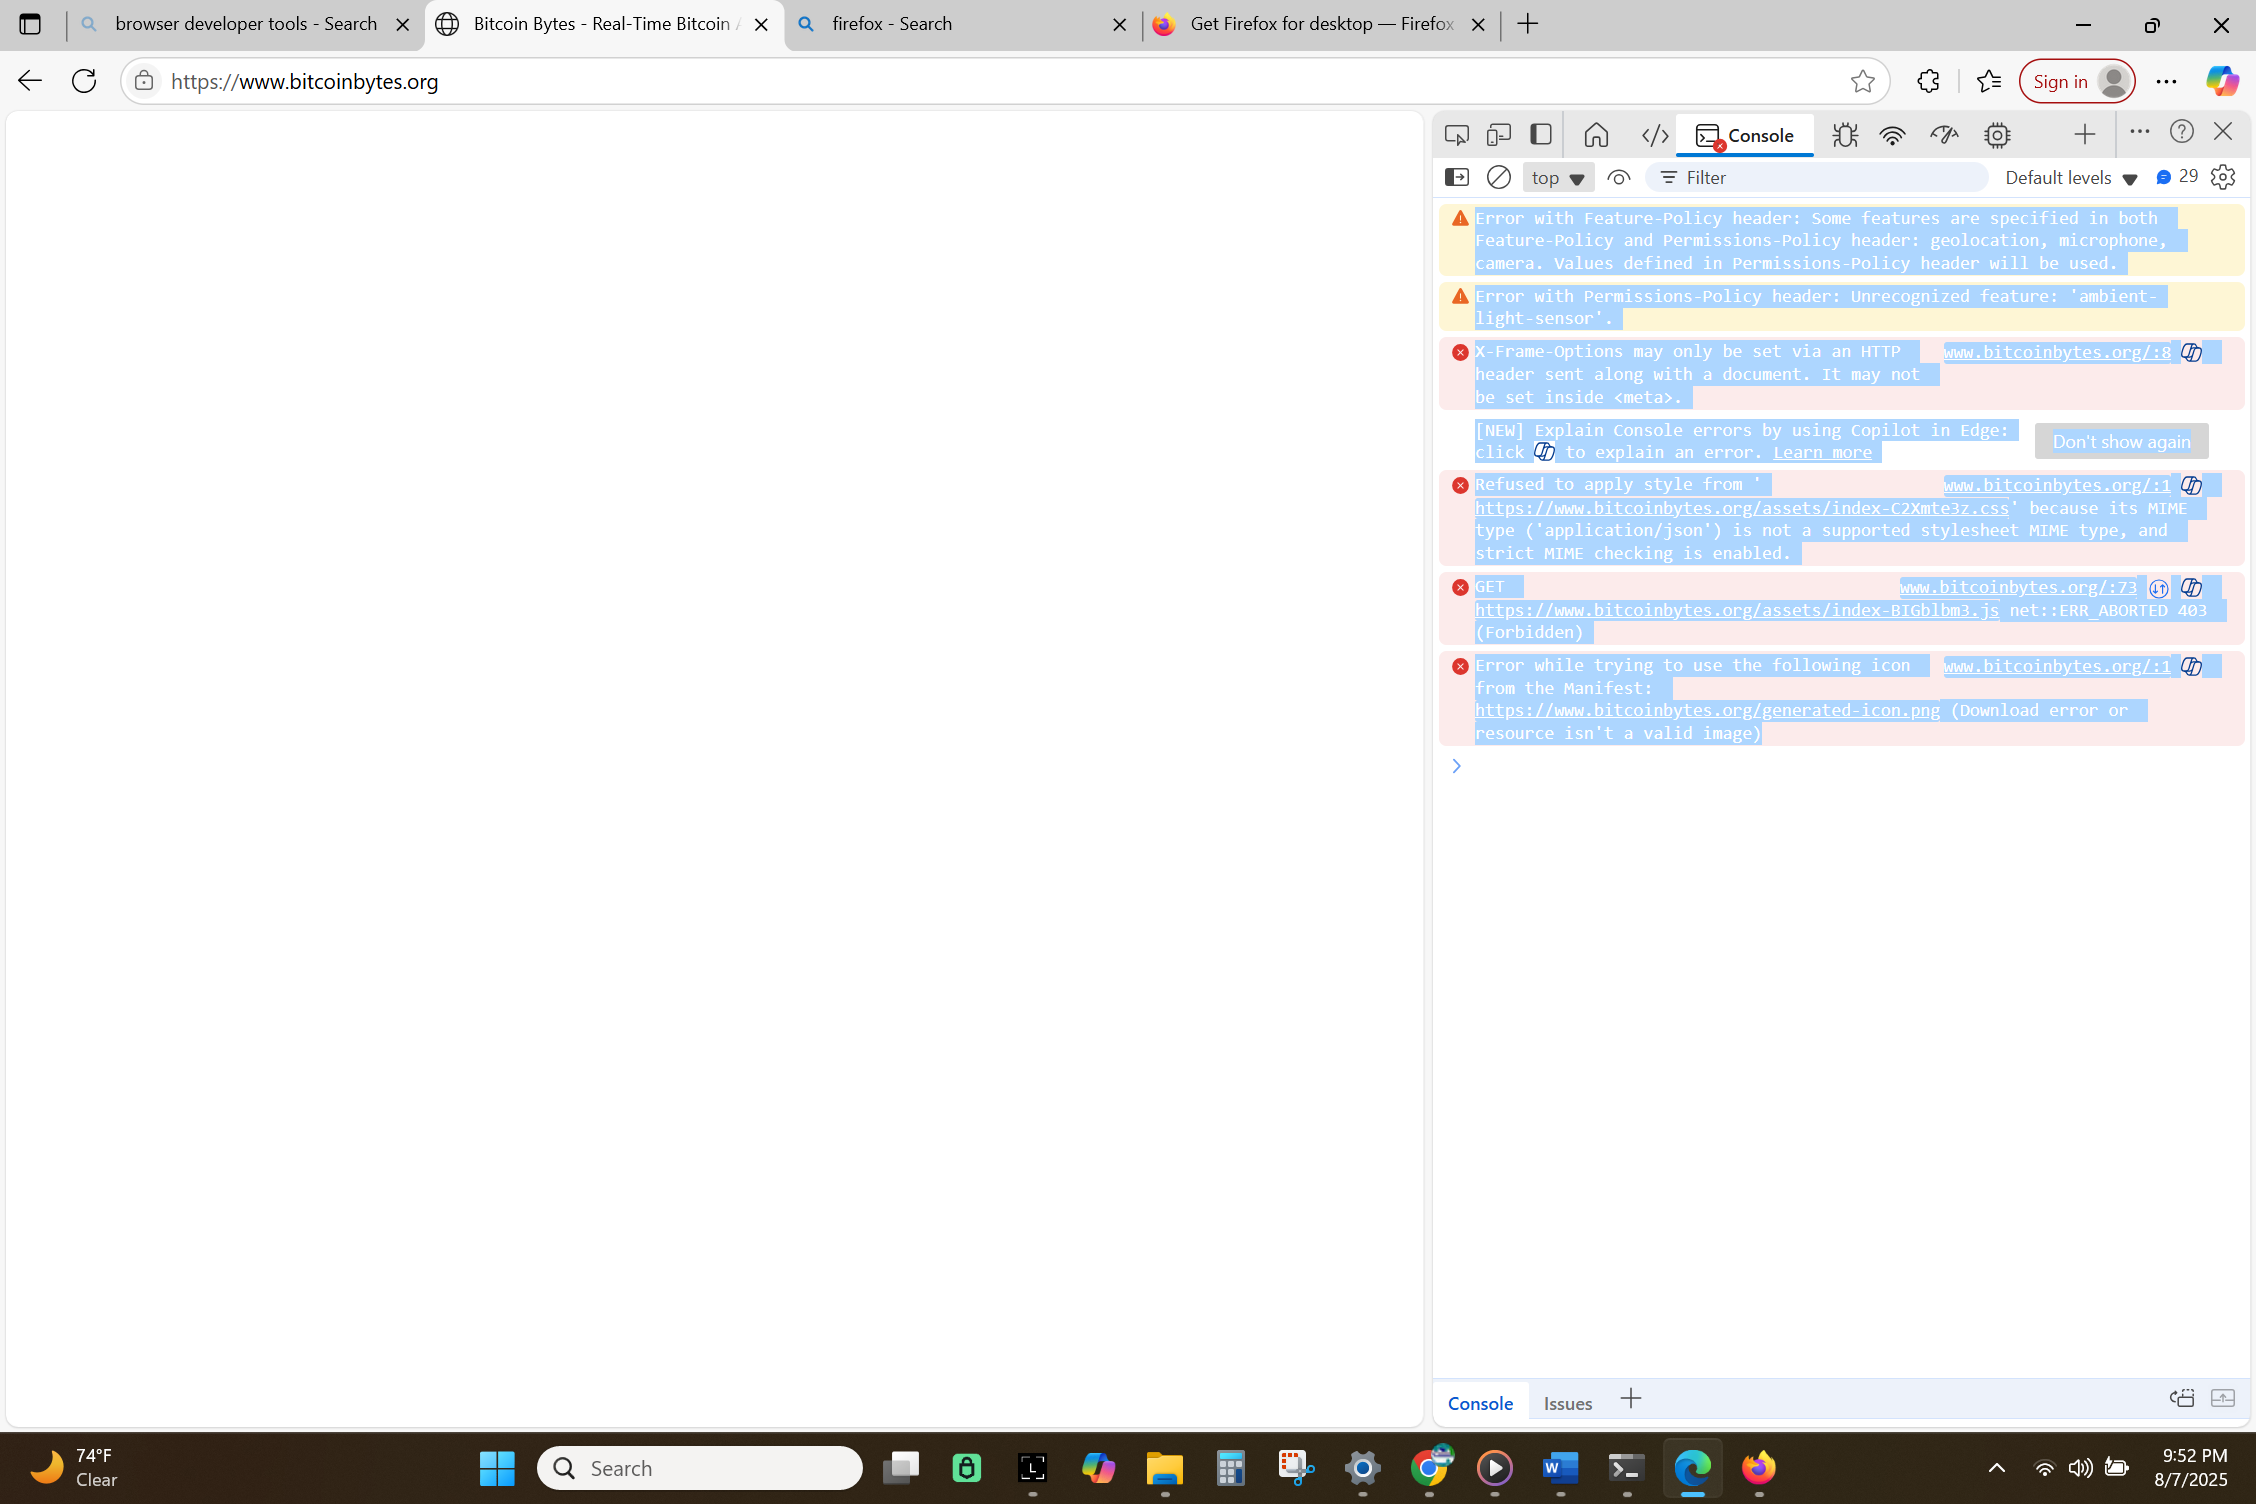 browser developer tools - Search
Bitcoin Bytes - Real-Time Bitcoin
firefox - Search
Get Firefox for desktop — Firefox
https://www.bitcoinbytes.org
Sign in
Console
top
Filter
Default levels
29
Error with Feature-Policy header: Some features are specified in both
Feature-Policy and Permissions-Policy header: geolocation, microphone,
camera. Values defined in Permissions-Policy header will be used.
Error with Permissions-Policy header: Unrecognized feature: 'ambient-
light-sensor'.
X-Frame-Options may only be set via an HTTP www.bitcoinbytes.org/:8
header sent along with a document. It may not
be set inside <meta>.
[NEW] Explain Console errors by using Copilot in Edge:
click to explain an error. Learn more
Don't show again
Refused to apply style from ' www.bitcoinbytes.org/:1
https://www.bitcoinbytes.org/assets/index-C2Xmte3z.css' because its MIME
type ('application/json') is not a supported stylesheet MIME type, and
strict MIME checking is enabled.
GET www.bitcoinbytes.org/:73
https://www.bitcoinbytes.org/assets/index-BIGblbm3.js net::ERR_ABORTED 403
(Forbidden)
Error while trying to use the following icon www.bitcoinbytes.org/:1
from the Manifest:
https://www.bitcoinbytes.org/generated-icon.png (Download error or
resource isn't a valid image)
Console
Issues
74°F
Clear
Search
9:52 PM
8/7/2025